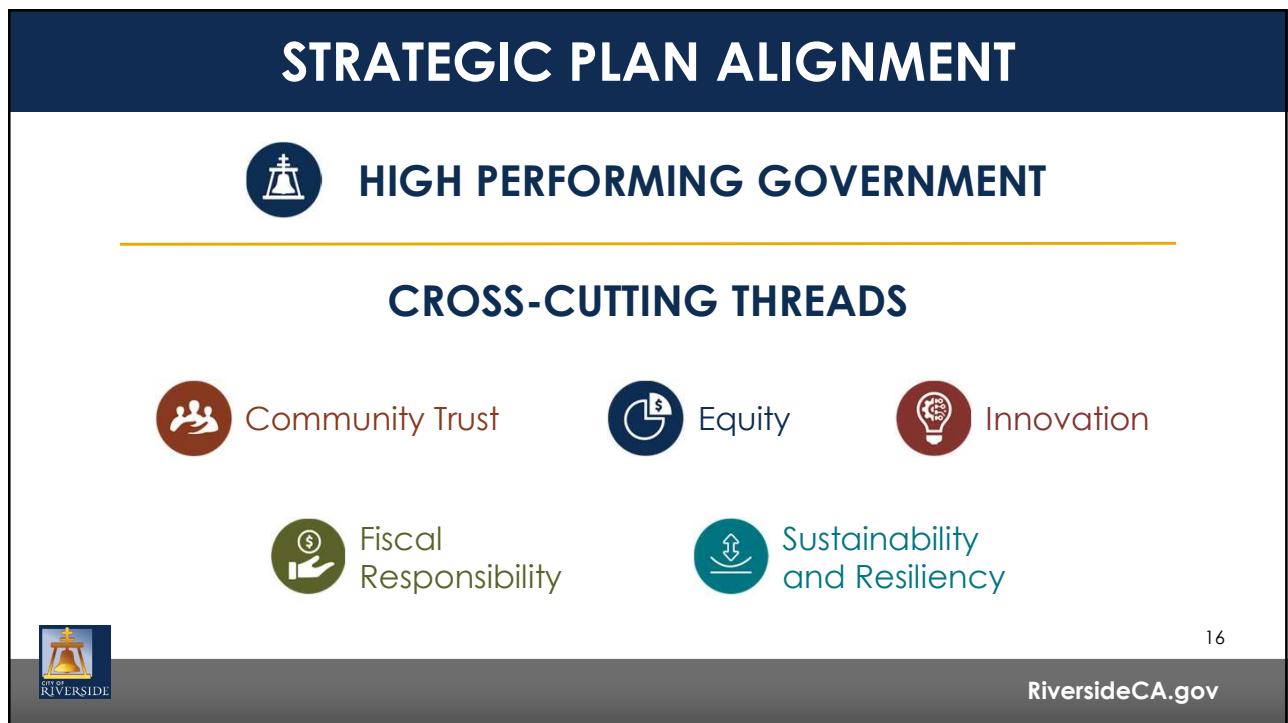 STRATEGIC PLAN ALIGNMENT
HIGH PERFORMING GOVERNMENT
CROSS-CUTTING THREADS
Community Trust
$
Equity
Innovation
$
Fiscal
Responsibility
Sustainability
and Resiliency
16
CITY OF
RIVERSIDE
RiversideCA.gov